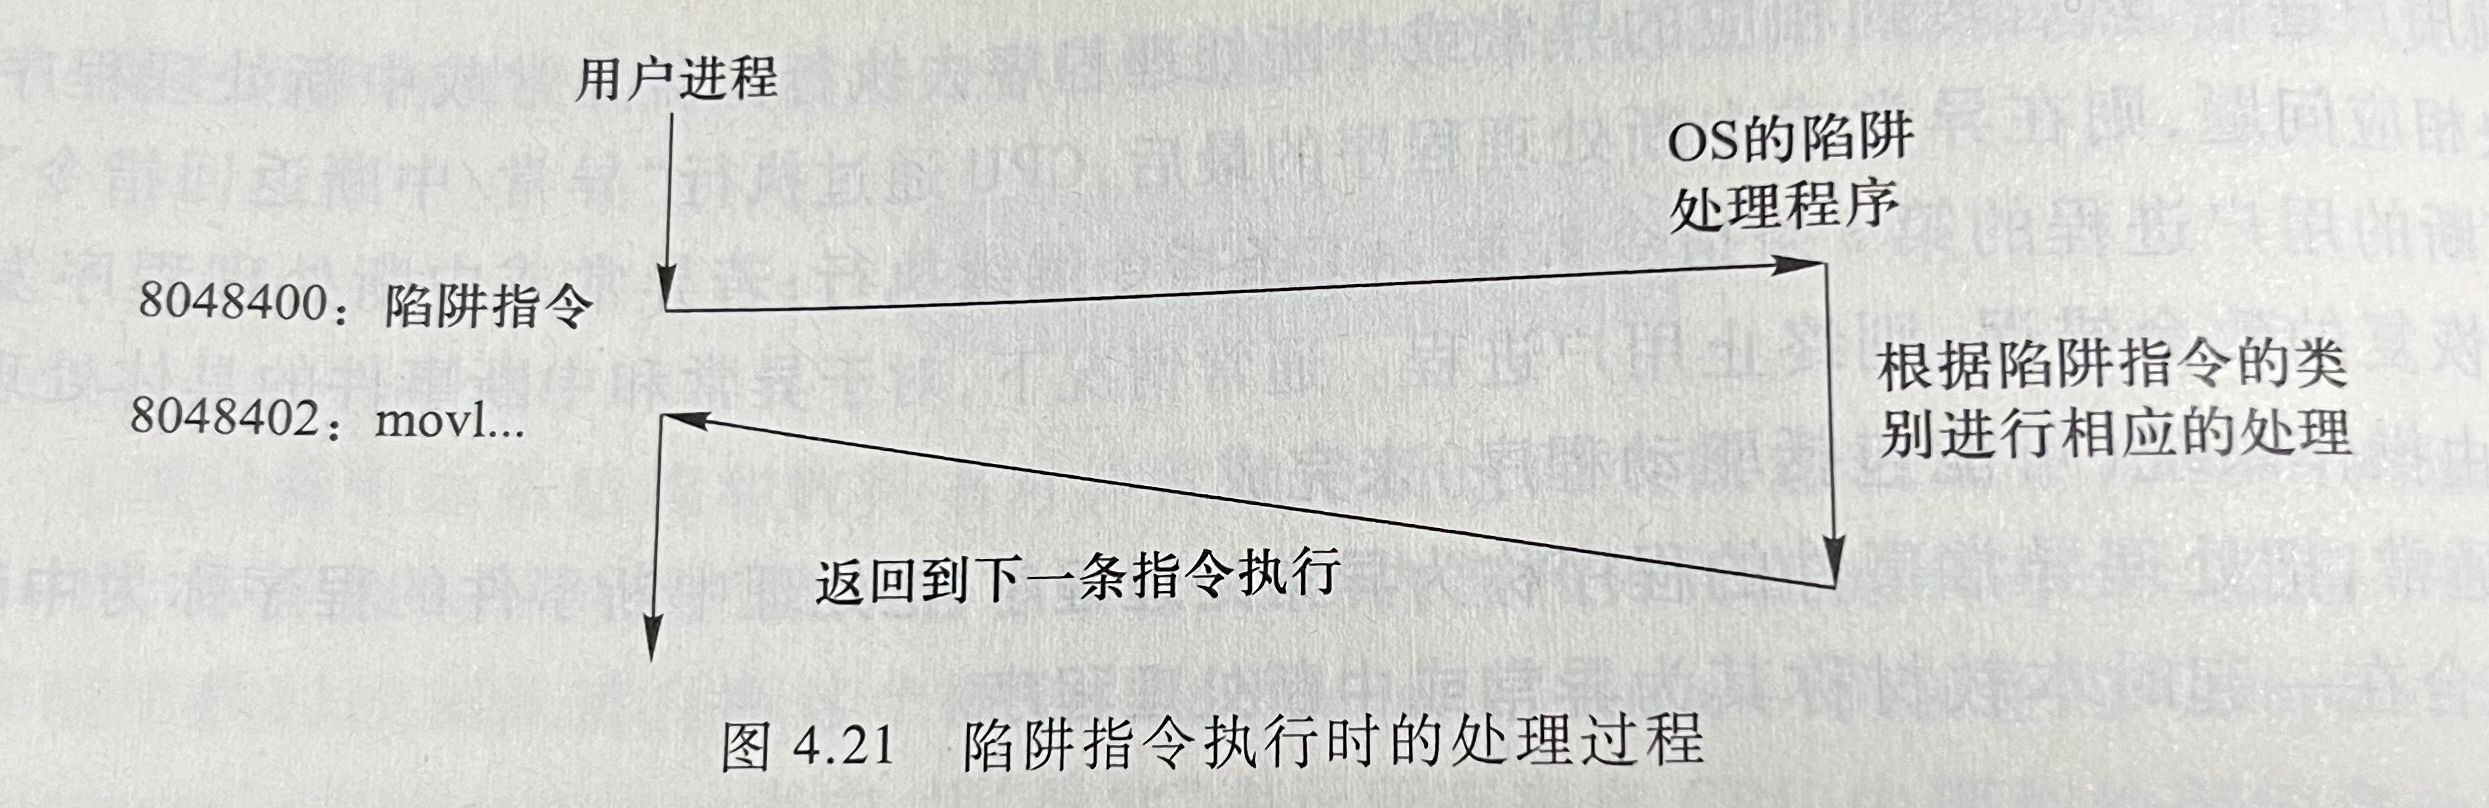 用户进程
OS的陷阱
处理程序
8048400：陷阱指令
根据陷阱指令的类
别进行相应的处理
8048402：movl...
返回到下一条指令执行
图 4.21 陷阱指令执行时的处理过程